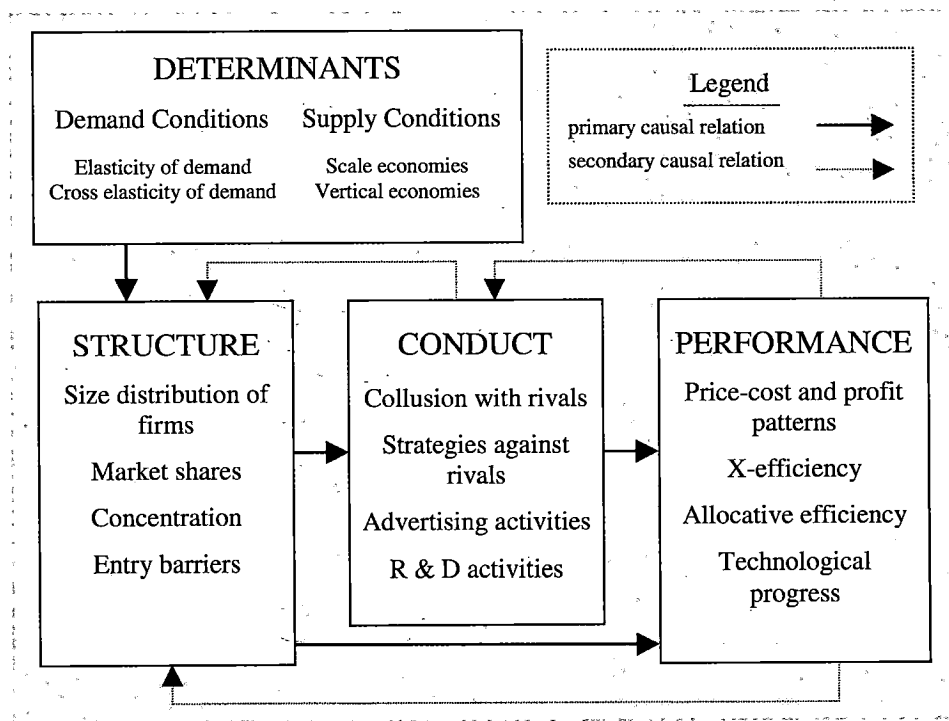 DETERMINANTS
Demand Conditions
Elasticity of demand
Cross elasticity of demand
Supply Conditions
Scale economies
Vertical economies
Legend
primary causal relation
secondary causal relation
STRUCTURE
Size distribution of
firms
Market shares
Concentration
Entry barriers
CONDUCT
Collusion with rivals
Strategies against
rivals
Advertising activities
R & D activities
PERFORMANCE
Price-cost and profit
patterns
X-efficiency
Allocative efficiency
Technological
progress